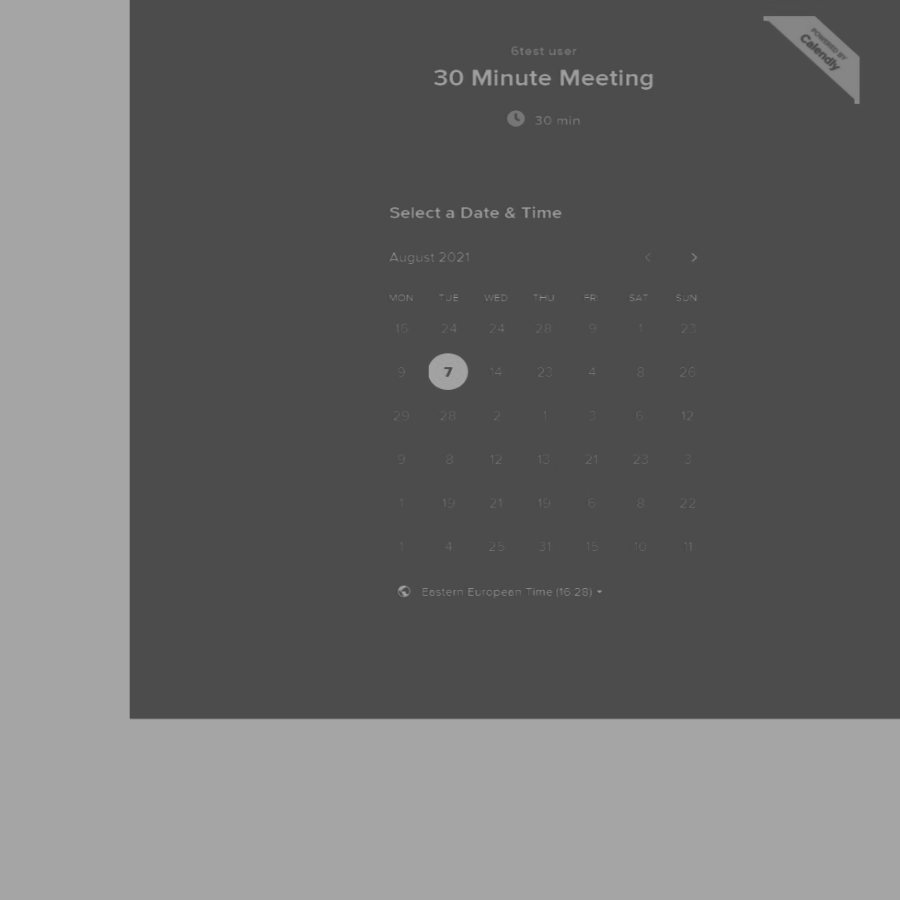 6test user
30 Minute Meeting
30 min
POWERED BY
Calendly
Select a Date & Time
August 2021
MON TUE WED THU FRI SAT SUN
16 24 24 28 9 1 23
9 7 14 23 4 8 26
29 28 2 1 3 6 12
9 8 12 13 21 23 3
1 19 21 19 6 8 22
1 4 25 31 15 10 11
Eastern European Time (16:28)